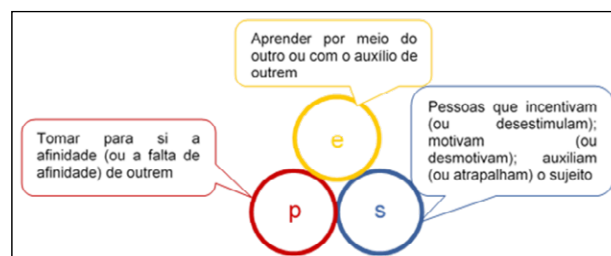 Aprender por meio do
outro ou com o auxílio de
outrem
Tomar para si a
afinidade (ou a falta de
afinidade) de outrem
Pessoas que incentivam
(ou desestimulam);
motivam (ou
desmotivam); auxiliam
(ou atrapalham) o sujeito
e
p
s